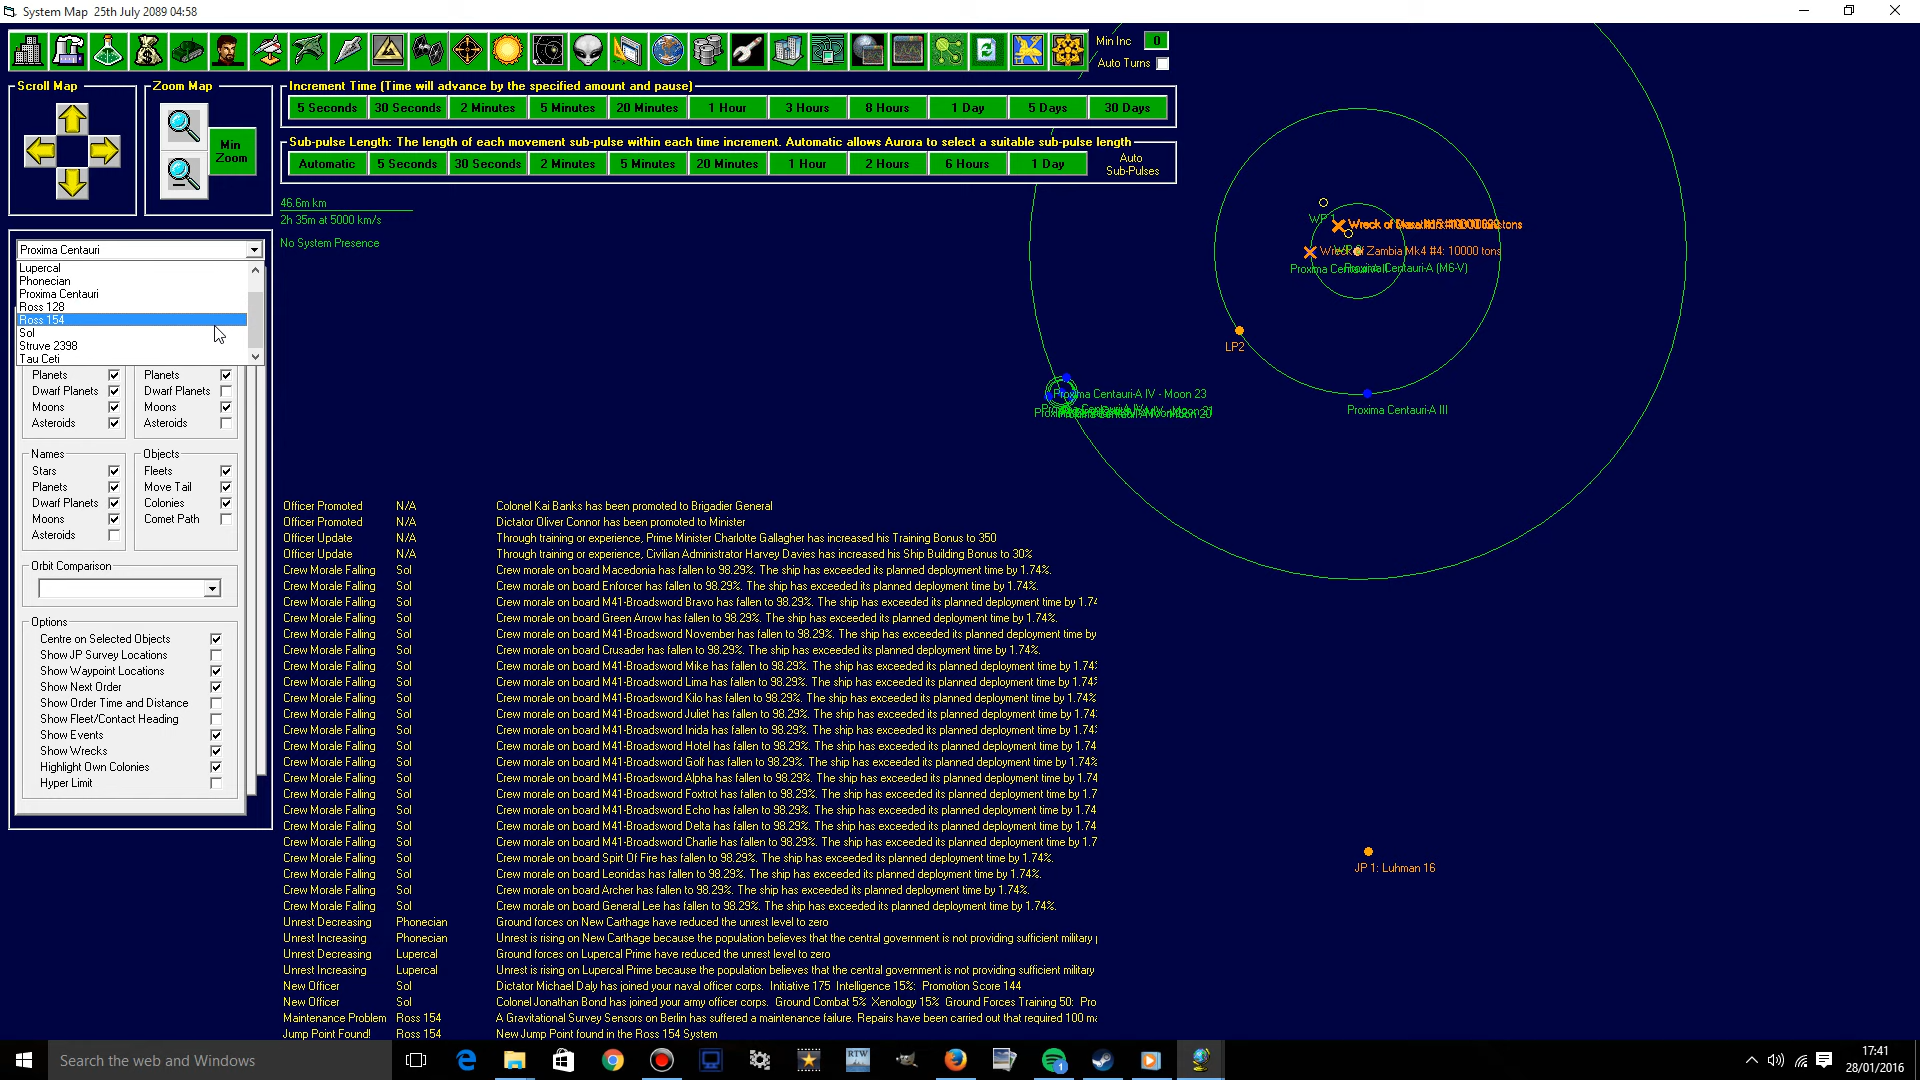 System Map  25th July 2089 04:58
Min Inc 0
Auto Turns
Scroll Map
Zoom Map
Min Zoom
Increment Time (Time will advance by the specified amount and pause)
5 Seconds 30 Seconds 2 Minutes 5 Minutes 20 Minutes 1 Hour 3 Hours 8 Hours 1 Day 5 Days 30 Days
Sub-pulse Length: The length of each movement sub-pulse within each time increment. Automatic allows Aurora to select a suitable sub-pulse length
Automatic 5 Seconds 30 Seconds 2 Minutes 5 Minutes 20 Minutes 1 Hour 2 Hours 6 Hours 1 Day
Auto Sub-Pulses
46.6m km
2h 35m at 5000 km/s
No System Presence
Proxima Centauri
Lupercal
Phonecian
Proxima Centauri
Ross 128
Ross 154
Sol
Struve 2398
Tau Ceti
Planets Planets
Dwarf Planets Dwarf Planets
Moons Moons
Asteroids Asteroids
Names Objects
Stars Fleets
Planets Move Tail
Dwarf Planets Colonies
Moons Comet Path
Asteroids
Orbit Comparison
Options
Centre on Selected Objects
Show JP Survey Locations
Show Waypoint Locations
Show Next Order
Show Order Time and Distance
Show Fleet/Contact Heading
Show Events
Show Wrecks
Highlight Own Colonies
Hyper Limit
WP 1
Wreck of
tons
Wreck of Zambia Mk4 #4: 10000 tons
Proxima Centauri-A (M6-V)
LP2
Proxima Centauri-A III
Proxima Centauri-A IV - Moon 23
JP 1: Luhman 16
Officer Promoted N/A Colonel Kai Banks has been promoted to Brigadier General
Officer Promoted N/A Dictator Oliver Connor has been promoted to Minister
Officer Update N/A Through training or experience, Prime Minister Charlotte Gallagher has increased his Training Bonus to 350
Officer Update N/A Through training or experience, Civilian Administrator Harvey Davies has increased his Ship Building Bonus to 30%
Crew Morale Falling Sol Crew morale on board Macedonia has fallen to 98.29%. The ship has exceeded its planned deployment time by 1.74%.
Crew Morale Falling Sol Crew morale on board Enforcer has fallen to 98.29%. The ship has exceeded its planned deployment time by 1.74%.
Crew Morale Falling Sol Crew morale on board M41-Broadsword Bravo has fallen to 98.29%. The ship has exceeded its planned deployment time by 1.74
Crew Morale Falling Sol Crew morale on board Green Arrow has fallen to 98.29%. The ship has exceeded its planned deployment time by 1.74%.
Crew Morale Falling Sol Crew morale on board M41-Broadsword November has fallen to 98.29%. The ship has exceeded its planned deployment time by
Crew Morale Falling Sol Crew morale on board Crusader has fallen to 98.29%. The ship has exceeded its planned deployment time by 1.74%.
Crew Morale Falling Sol Crew morale on board M41-Broadsword Mike has fallen to 98.29%. The ship has exceeded its planned deployment time by 1.74
Crew Morale Falling Sol Crew morale on board M41-Broadsword Lima has fallen to 98.29%. The ship has exceeded its planned deployment time by 1.74%
Crew Morale Falling Sol Crew morale on board M41-Broadsword Kilo has fallen to 98.29%. The ship has exceeded its planned deployment time by 1.74%
Crew Morale Falling Sol Crew morale on board M41-Broadsword Juliet has fallen to 98.29%. The ship has exceeded its planned deployment time by 1.74
Crew Morale Falling Sol Crew morale on board M41-Broadsword Inida has fallen to 98.29%. The ship has exceeded its planned deployment time by 1.74
Crew Morale Falling Sol Crew morale on board M41-Broadsword Hotel has fallen to 98.29%. The ship has exceeded its planned deployment time by 1.74
Crew Morale Falling Sol Crew morale on board M41-Broadsword Golf has fallen to 98.29%. The ship has exceeded its planned deployment time by 1.74%
Crew Morale Falling Sol Crew morale on board M41-Broadsword Alpha has fallen to 98.29%. The ship has exceeded its planned deployment time by 1.74
Crew Morale Falling Sol Crew morale on board M41-Broadsword Foxtrot has fallen to 98.29%. The ship has exceeded its planned deployment time by 1.7
Crew Morale Falling Sol Crew morale on board M41-Broadsword Echo has fallen to 98.29%. The ship has exceeded its planned deployment time by 1.74
Crew Morale Falling Sol Crew morale on board M41-Broadsword Delta has fallen to 98.29%. The ship has exceeded its planned deployment time by 1.74
Crew Morale Falling Sol Crew morale on board M41-Broadsword Charlie has fallen to 98.29%. The ship has exceeded its planned deployment time by 1.7
Crew Morale Falling Sol Crew morale on board Spirt Of Fire has fallen to 98.29%. The ship has exceeded its planned deployment time by 1.74%.
Crew Morale Falling Sol Crew morale on board Leonidas has fallen to 98.29%. The ship has exceeded its planned deployment time by 1.74%.
Crew Morale Falling Sol Crew morale on board Archer has fallen to 98.29%. The ship has exceeded its planned deployment time by 1.74%.
Crew Morale Falling Sol Crew morale on board General Lee has fallen to 98.29%. The ship has exceeded its planned deployment time by 1.74%.
Unrest Decreasing Phonecian Ground forces on New Carthage have reduced the unrest level to zero
Unrest Increasing Phonecian Unrest is rising on New Carthage because the population believes that the central government is not providing sufficient military
Unrest Decreasing Lupercal Ground forces on Lupercal Prime have reduced the unrest level to zero
Unrest Increasing Lupercal Unrest is rising on Lupercal Prime because the population believes that the central government is not providing sufficient military
New Officer Sol Dictator Michael Daly has joined your naval officer corps.  Initiative 175  Intelligence 15%:  Promotion Score 144
New Officer Sol Colonel Jonathan Bond has joined your army officer corps.  Ground Combat 5%  Xenology 15%  Ground Forces Training 50:  Pro
Maintenance Problem Ross 154 A Gravitational Survey Sensors on Berlin has suffered a maintenance failure. Repairs have been carried out that required 100 ma
Jump Point Found! Ross 154 New Jump Point found in the Ross 154 System
Search the web and Windows
RTW
1
17:41
28/01/2016